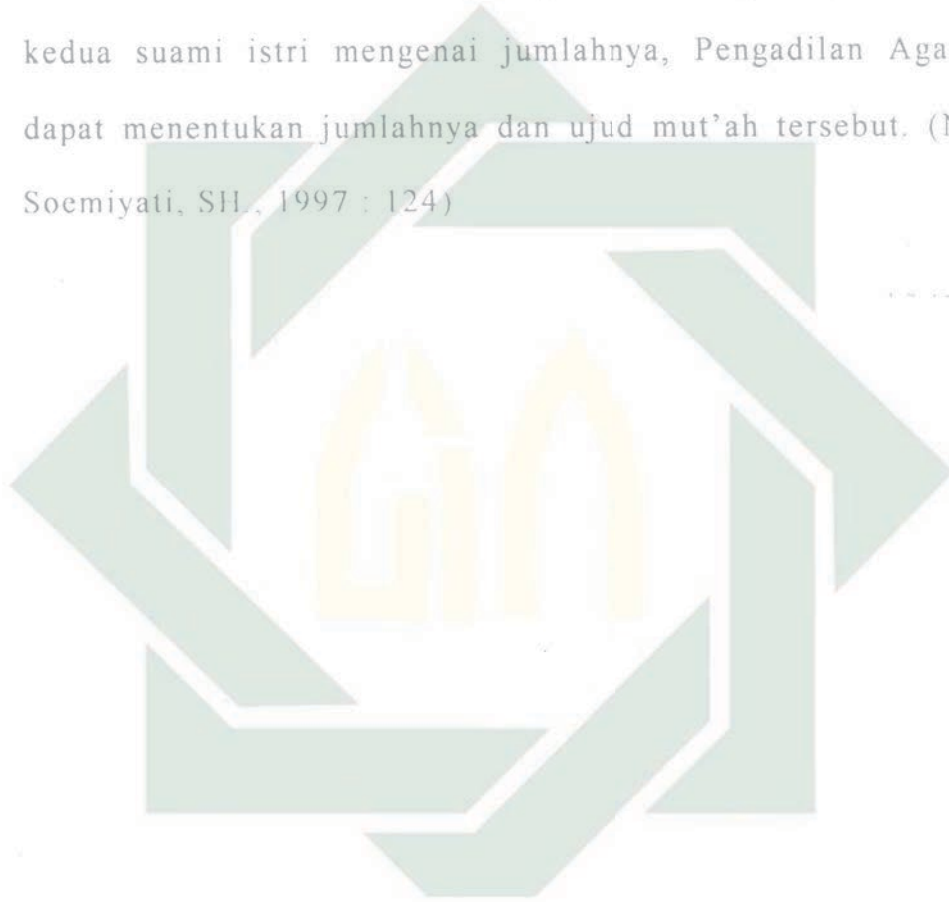 kedua suami istri mengenai jumlahnya, Pengadilan Aga
dapat menentukan jumlahnya dan ujud mut'ah tersebut. (N
Soemiyati, SH., 1997 : 124)